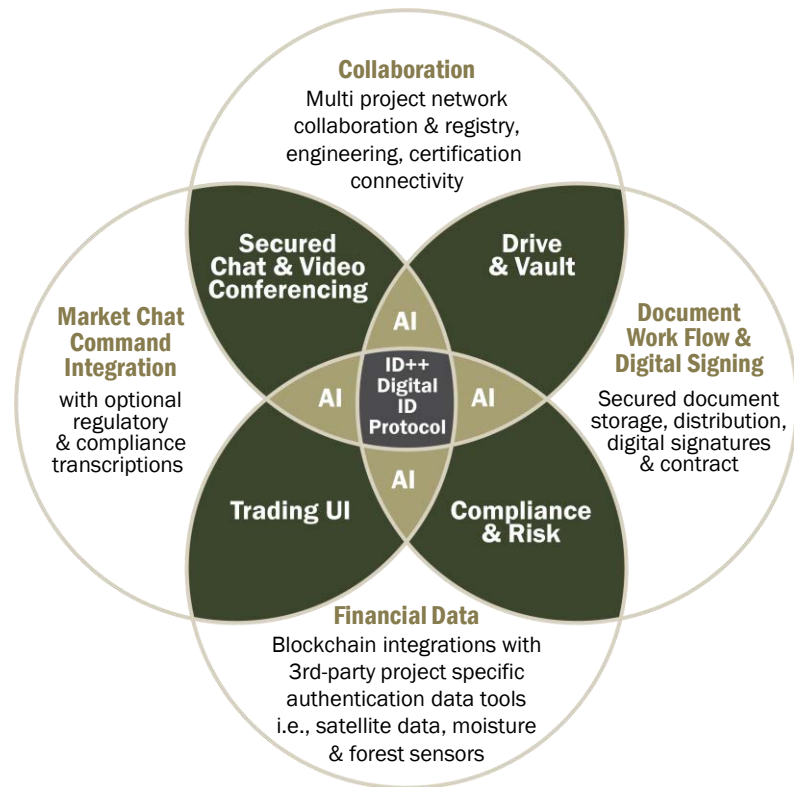 Collaboration
Multi project network
collaboration & registry,
engineering, certification
connectivity
Secured
Chat & Video
Conferencing
Drive
& Vault
Market Chat
Command
Integration
with optional
regulatory
& compliance
transcriptions
AI
AI
ID++
Digital
ID
Protocol
AI
AI
Document
Work Flow &
Digital Signing
Secured document
storage, distribution,
digital signatures
& contract
Trading UI
Compliance
& Risk
Financial Data
Blockchain integrations with
3rd-party project specific
authentication data tools
i.e., satellite data, moisture
& forest sensors